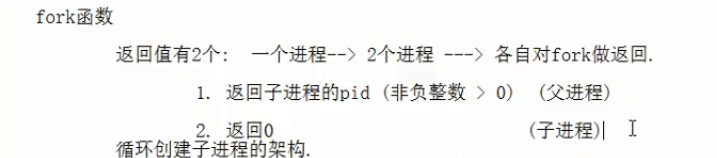 fork函数
返回值有2个: 一个进程--> 2个进程 ---> 各自对fork做返回.
1. 返回子进程的pid (非负整数 > 0) (父进程)
2. 返回0 (子进程)
循环创建子进程的架构.